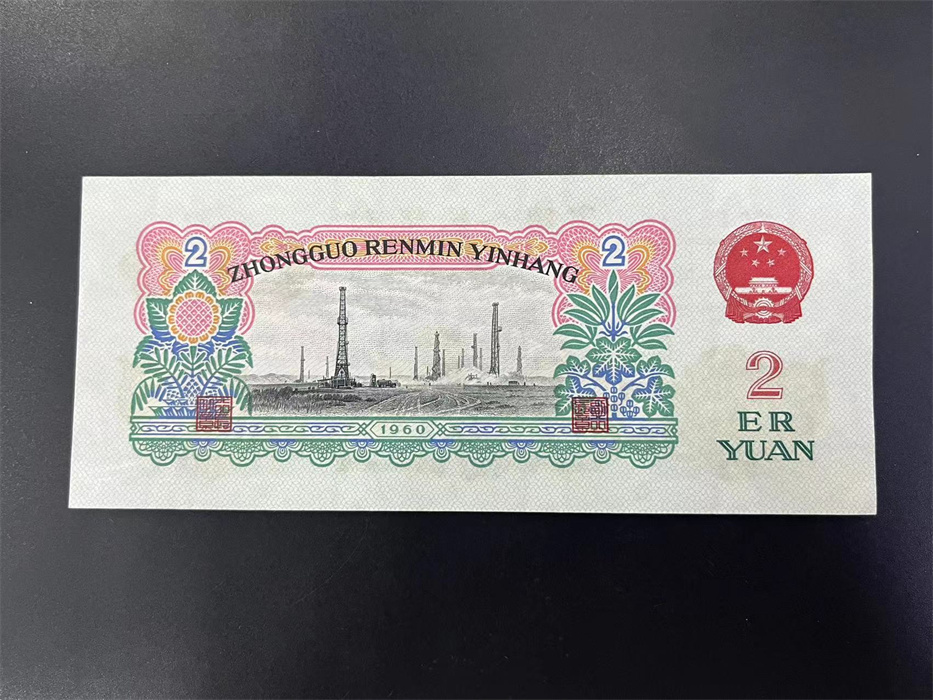 2
2
ZHONGGUO RENMIN YINHANG
1960
2
ER
YUAN